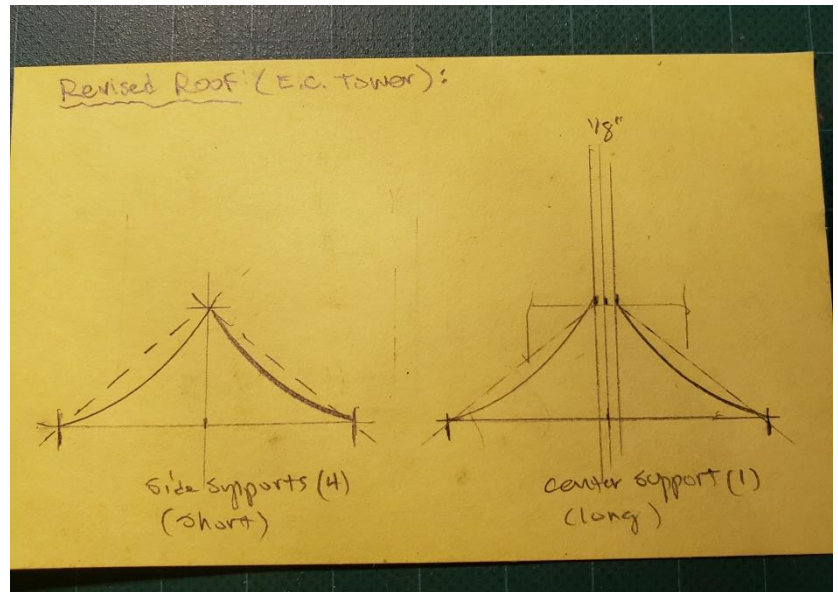 Revised Roof (E.C. Tower):
1/8"
Side Supports (4)
(short)
center support (1)
(long)